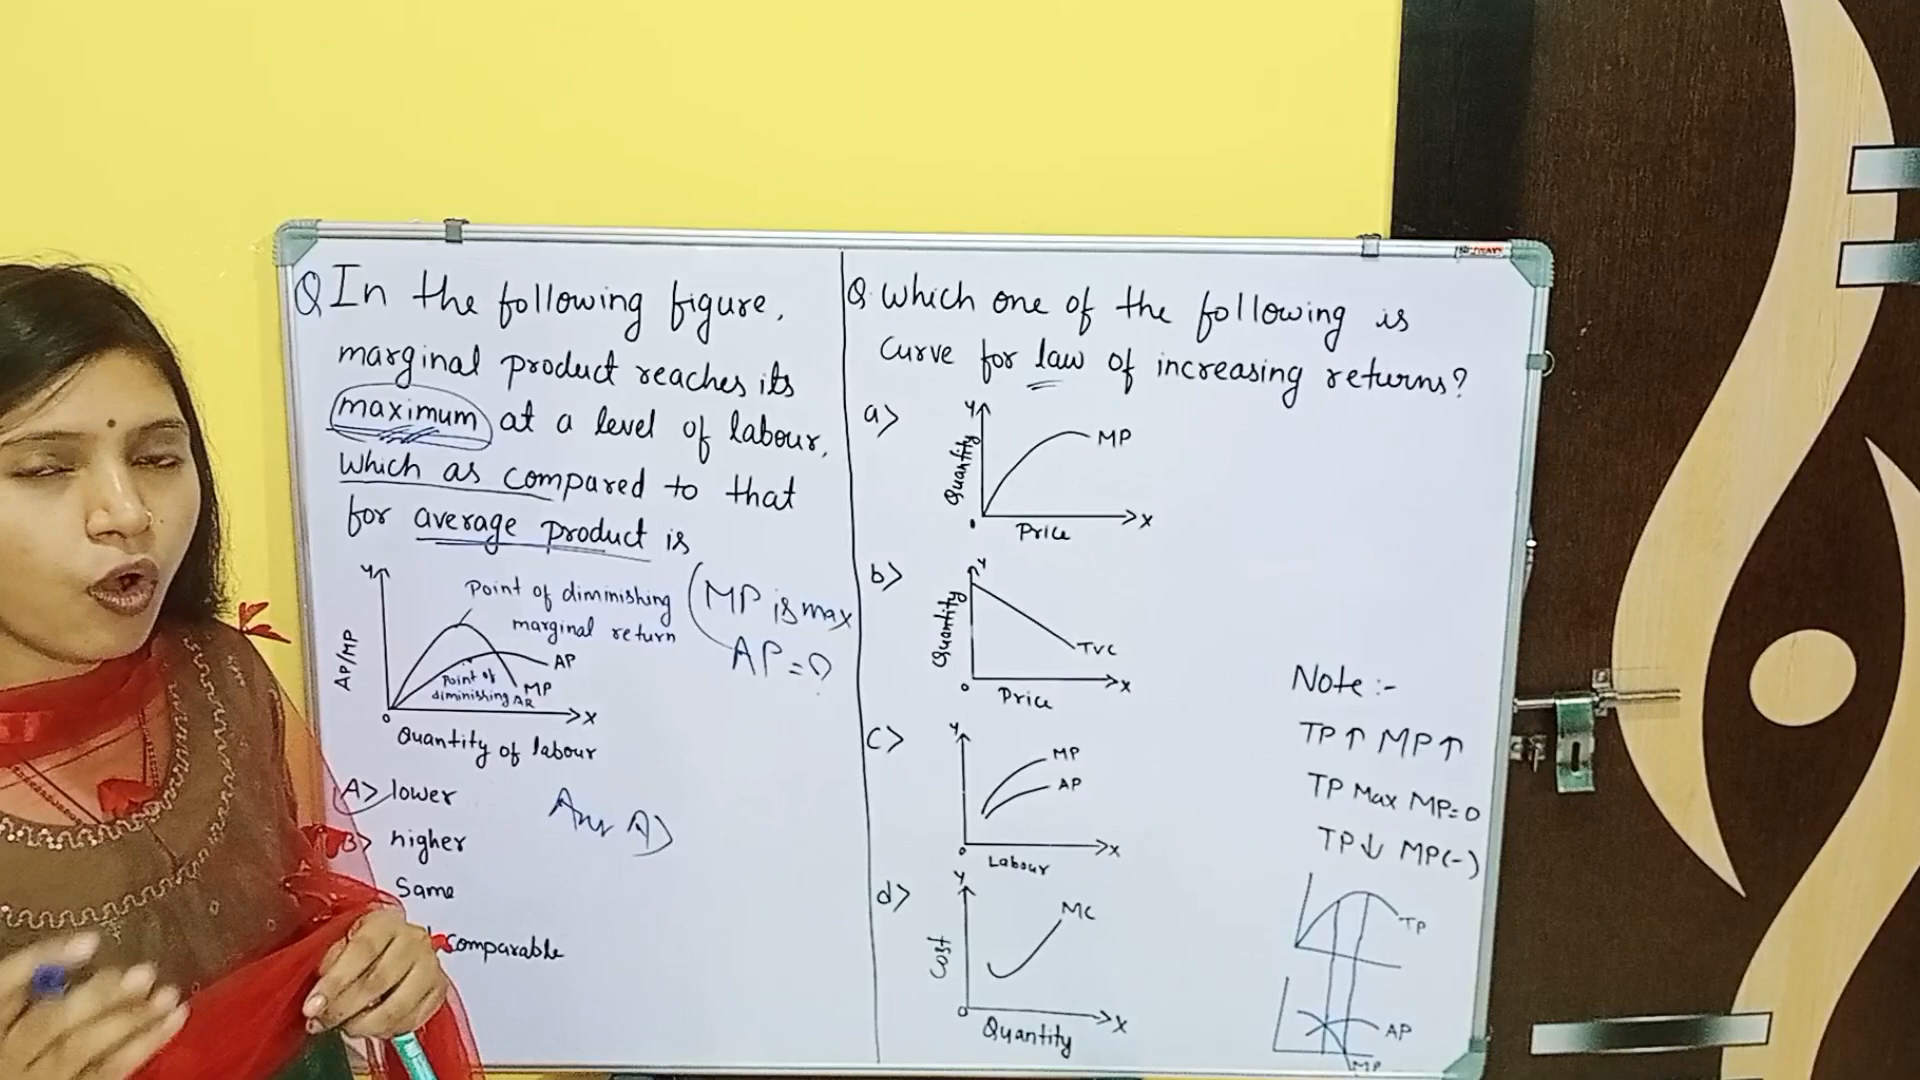 Q In the following figure,
marginal product reaches its
maximum at a level of labour,
which as compared to that
for average product is
Y
Point of diminishing
marginal return
AP/MP
AP
MP
Point of
diminishing AR
O
X
Quantity of labour
(MP is max
AP = ?
A> lower
B> higher
Same
comparable
Ans A)
Q. Which one of the following is
curve for law of increasing returns?
a>
Y
Quantity
MP
X
Price
b>
Y
Quantity
TVC
O
X
Price
c>
Y
MP
AP
O
X
Labour
d>
Y
Cost
MC
O
X
Quantity
Note :-
TP↑ MP↑
TP Max MP=0
TP↓ MP(-)
TP
AP
MP